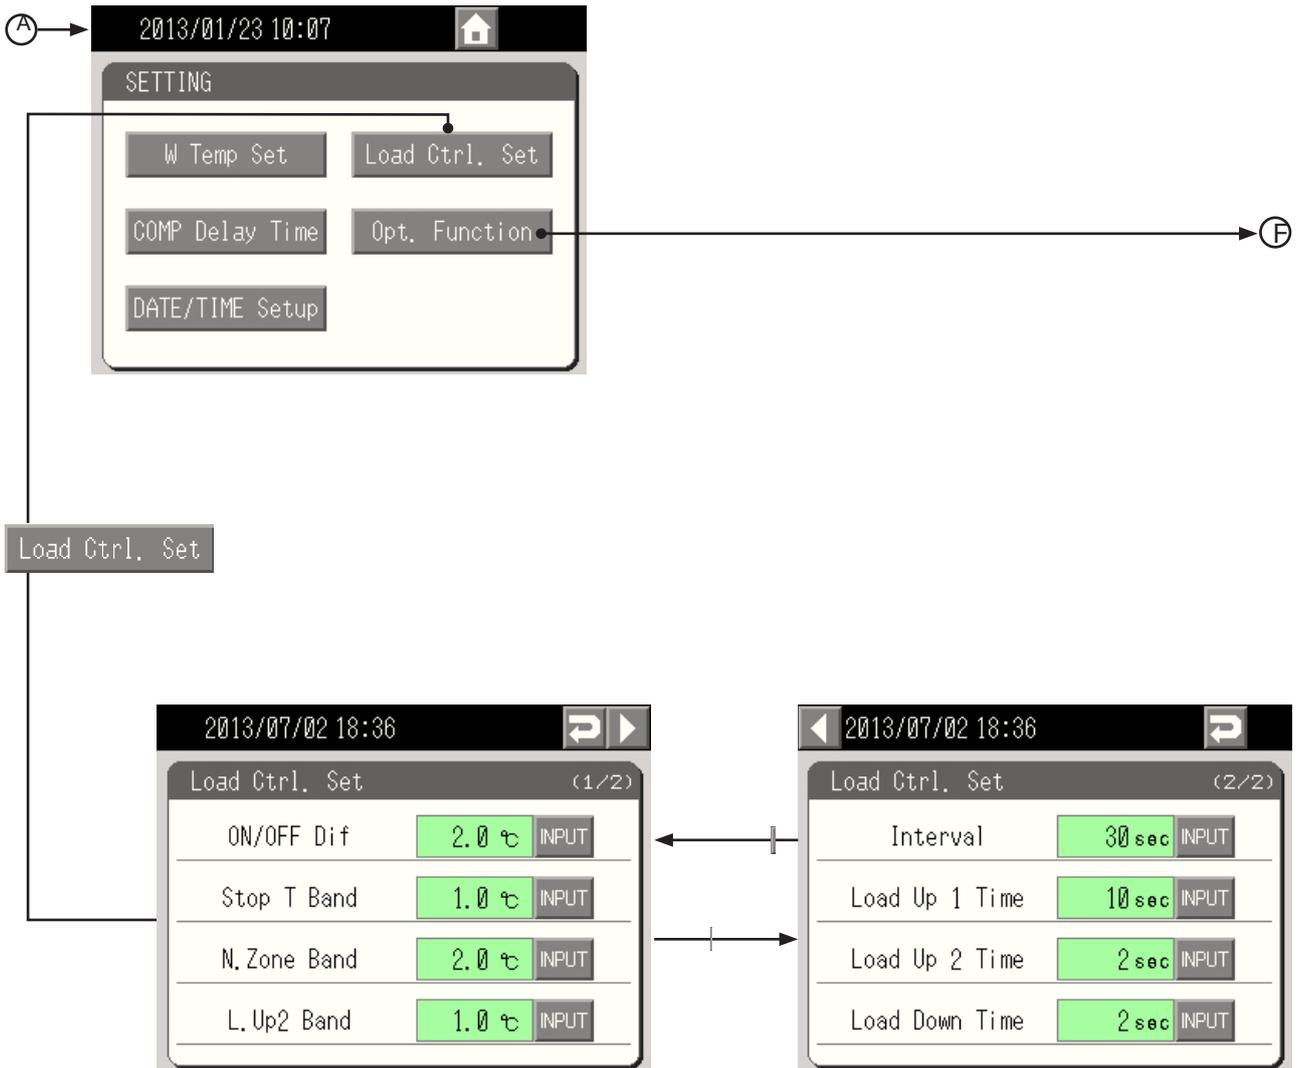 A
2013/01/23 10:07
SETTING
W Temp Set
Load Ctrl. Set
COMP Delay Time
Opt. Function
F
DATE/TIME Setup
Load Ctrl. Set
2013/07/02 18:36
Load Ctrl. Set (1/2)
ON/OFF Dif 2.0 ℃ INPUT
Stop T Band 1.0 ℃ INPUT
N.Zone Band 2.0 ℃ INPUT
L.Up2 Band 1.0 ℃ INPUT
2013/07/02 18:36
Load Ctrl. Set (2/2)
Interval 30 sec INPUT
Load Up 1 Time 10 sec INPUT
Load Up 2 Time 2 sec INPUT
Load Down Time 2 sec INPUT